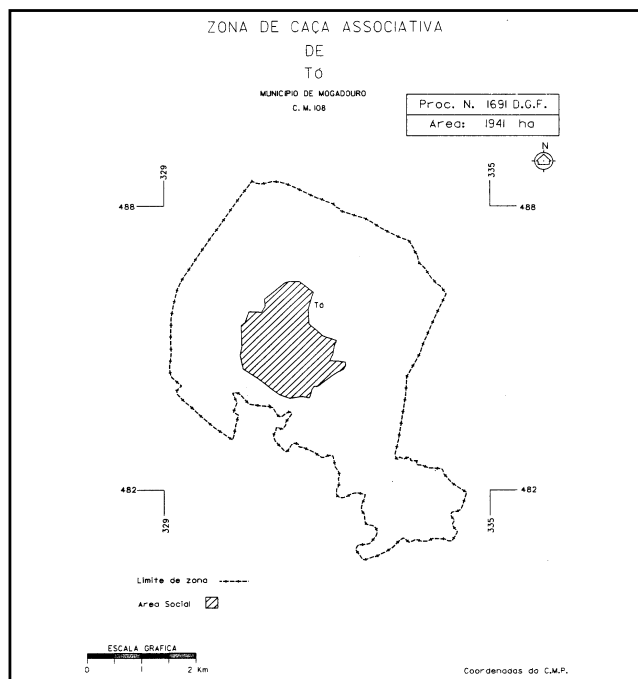 ZONA DE CAÇA ASSOCIATIVA
DE
TÓ
MUNICIPIO DE MOGADOURO
C. M. 108
Proc. N. 1691 D.G.F.
Area: 1941 ha
N
329
335
488
488
Tó
482
482
329
335
Limite de zona
Area Social
ESCALA GRAFICA
0 1 2 Km
Coordenadas da C.M.P.